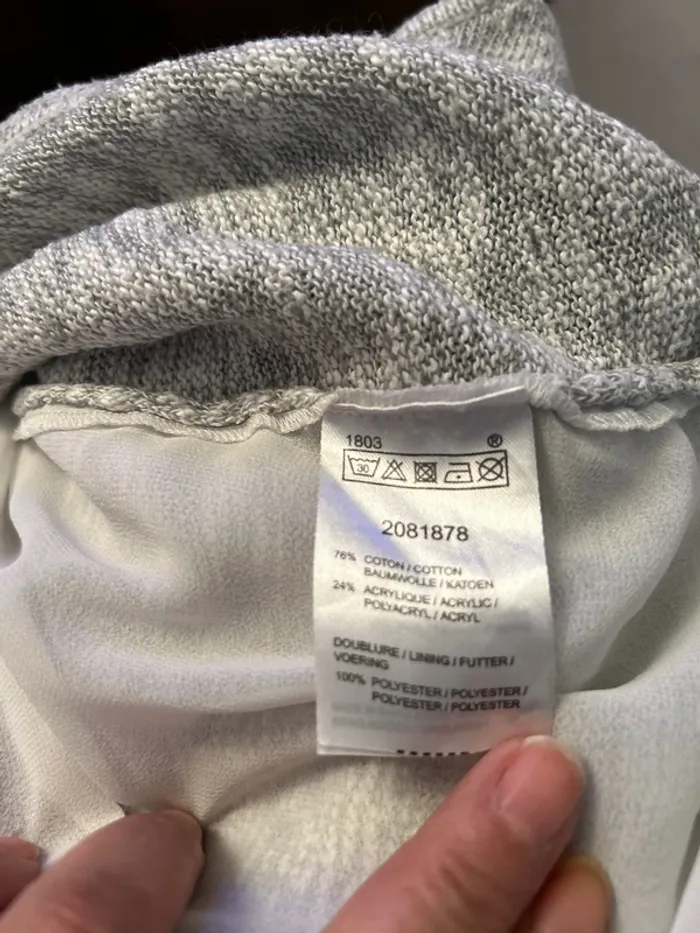 1803 ®
30
2081878
76% COTON / COTTON
BAUMWOLLE / KATOEN
24% ACRYLIQUE / ACRYLIC /
POLYACRYL / ACRYL
DOUBLURE / LINING / FUTTER /
VOERING
100% POLYESTER / POLYESTER /
POLYESTER / POLYESTER